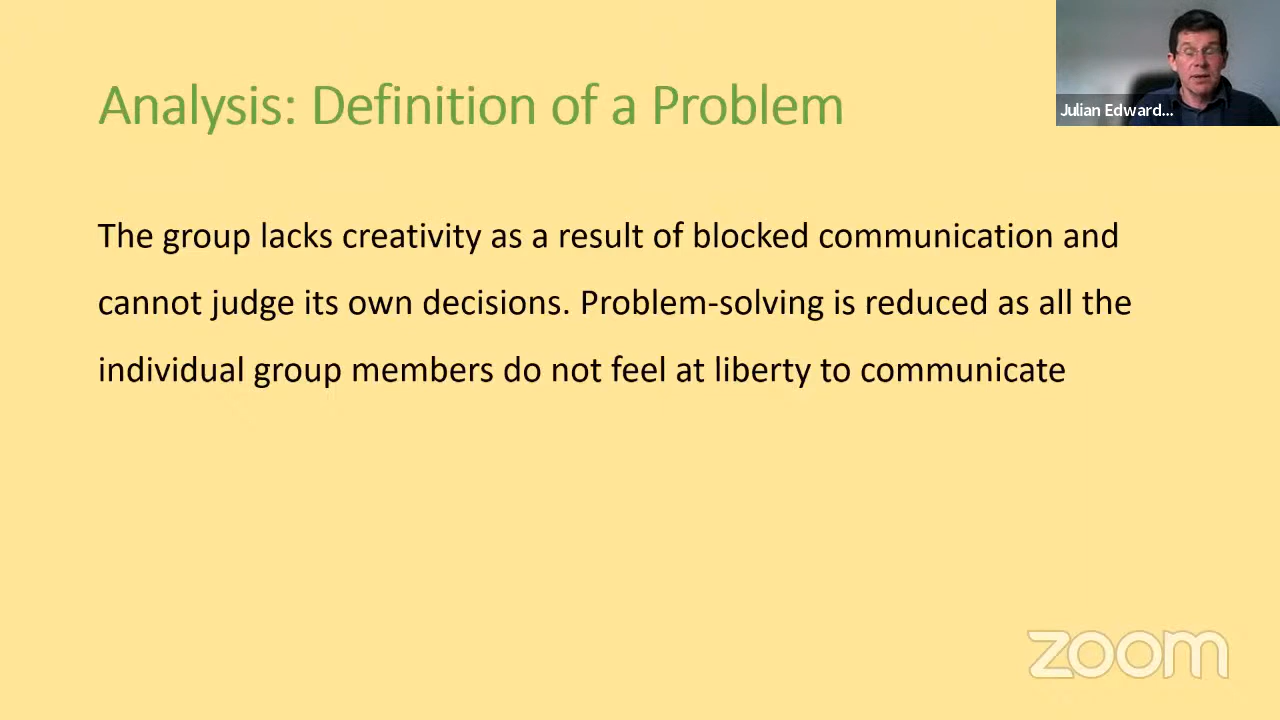 Analysis: Definition of a Problem
Julian Edward...
The group lacks creativity as a result of blocked communication and
cannot judge its own decisions. Problem-solving is reduced as all the
individual group members do not feel at liberty to communicate
zoom